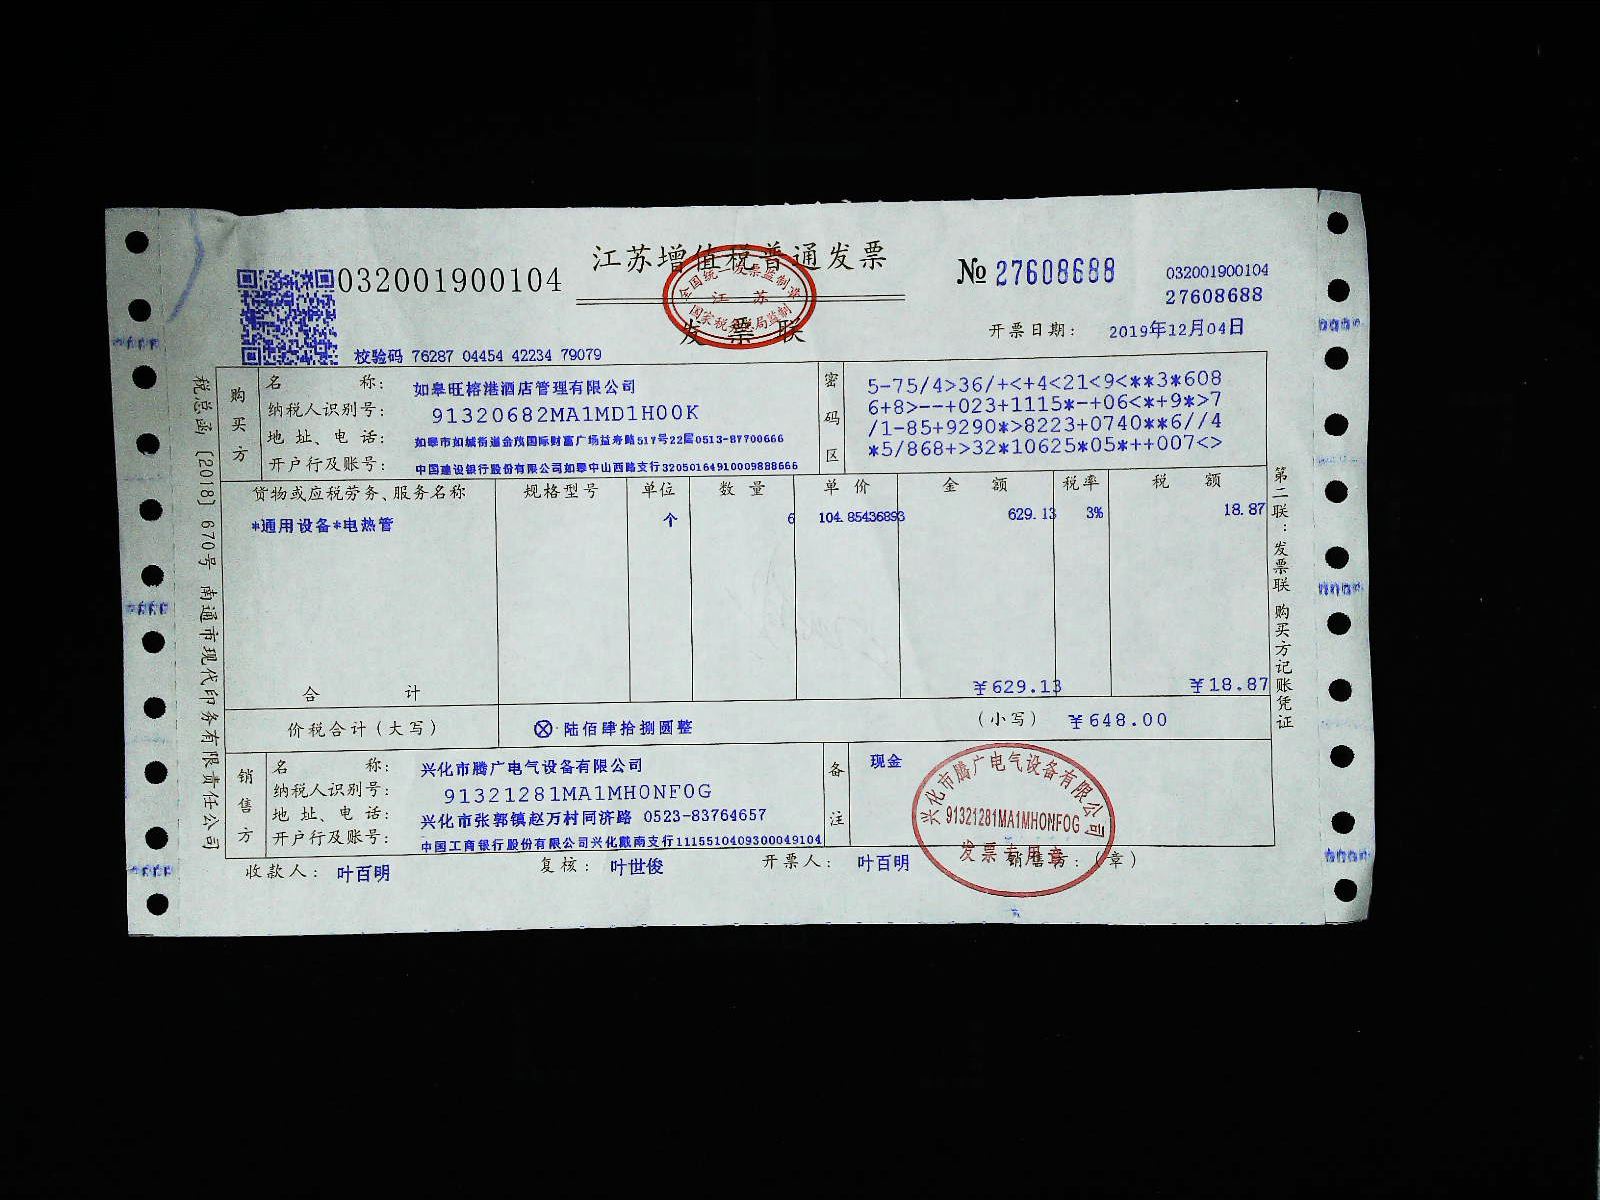 江苏增值税普通发票
032001900104
№ 27608688
032001900104
27608688
全国统一发票监制章
江苏
国家税务总局监制
发票联
开票日期: 2019年12月04日
校验码 76287 04454 42234 79079
购买方
名称: 如皋旺榕港酒店管理有限公司
纳税人识别号: 91320682MA1MD1H00K
地址、电话: 如皋市如城街道金茂国际财富广场益寿路517号22层0513-87700666
开户行及账号: 中国建设银行股份有限公司如皋中山西路支行32050164910009888666
密码区
5-75/4>36/+<+4<21<9<**3*608
6+8>--+023+1115*-+06<*+9*>7
/1-85+9290*>8223+0740**6//4
*5/868+>32*10625*05*++007<>
货物或应税劳务、服务名称 规格型号 单位 数量 单价 金额 税率 税额
*通用设备*电热管 个 6 104.85436893 629.13 3% 18.87
合计 ¥629.13 ¥18.87
价税合计(大写) ⊗ 陆佰肆拾捌圆整 (小写) ¥648.00
销售方
名称: 兴化市腾广电气设备有限公司
纳税人识别号: 91321281MA1MH0NF0G
地址、电话: 兴化市张郭镇赵万村同济路 0523-83764657
开户行及账号: 中国工商银行股份有限公司兴化戴南支行1115510409300049104
备注
现金
兴化市腾广电气设备有限公司
91321281MA1MH0NF0G
发票专用章
收款人: 叶百明 复核: 叶世俊 开票人: 叶百明 销售方:(章)
税总函〔2018〕670号 南通市现代印务有限责任公司
第二联:发票联 购买方记账凭证